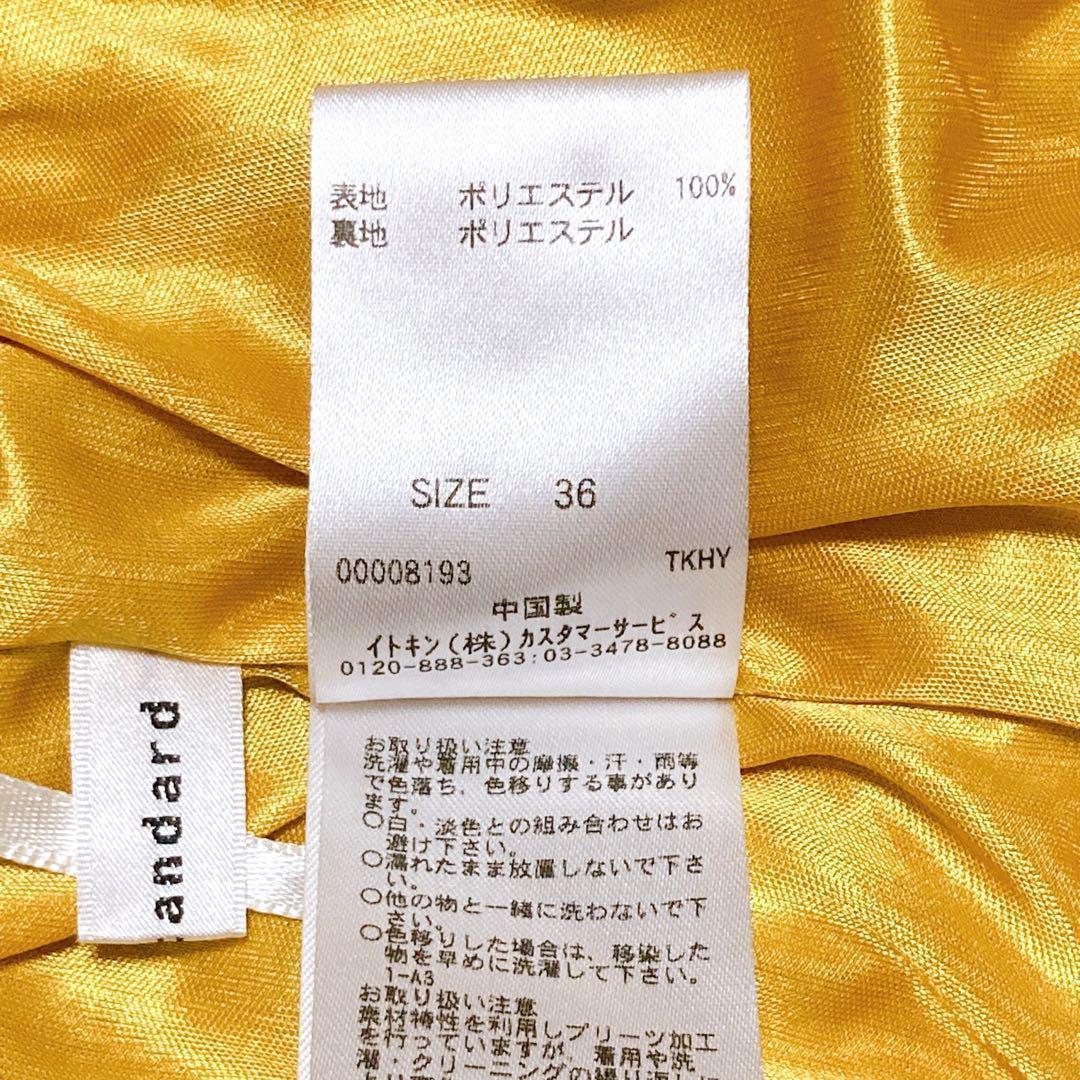 表地 ポリエステル 100%
裏地 ポリエステル
SIZE 36
00008193 TKHY
中国製
イトキン(株)カスタマーサービス
0120-888-363:03-3478-8088
andard
お取り扱い注意
洗濯や着用中の摩擦・汗・雨等
で色落ち、色移りする事があり
ます。
○白・淡色との組み合わせはお
避け下さい。
○濡れたまま放置しないで下さ
い。
○他の物と一緒に洗わないで下
さい。
○色移りした場合は、移染した
物を早めに洗濯して下さい。
1-A3
お取り扱い注意
素材特性を利用しプリーツ加工
を行っていますが、着用や洗
濯・クリーニングの繰り返しに